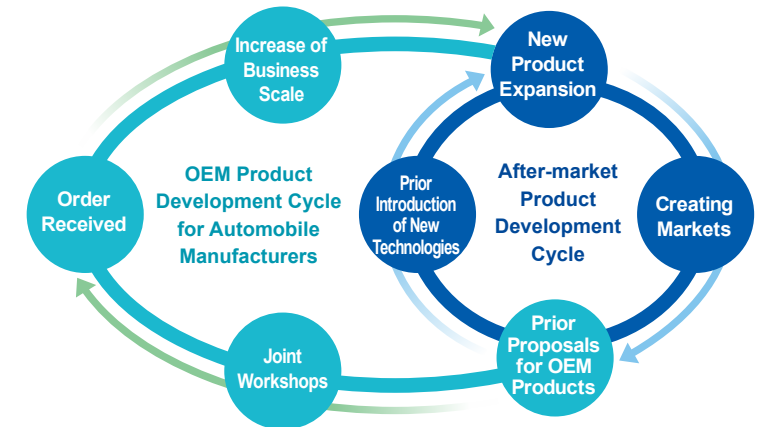 Increase of
Business
Scale
New
Product
Expansion
OEM Product
Development Cycle
for Automobile
Manufacturers
After-market
Product
Development
Cycle
Order
Received
Prior
Introduction
of New
Technologies
Creating
Markets
Joint
Workshops
Prior
Proposals
for OEM
Products